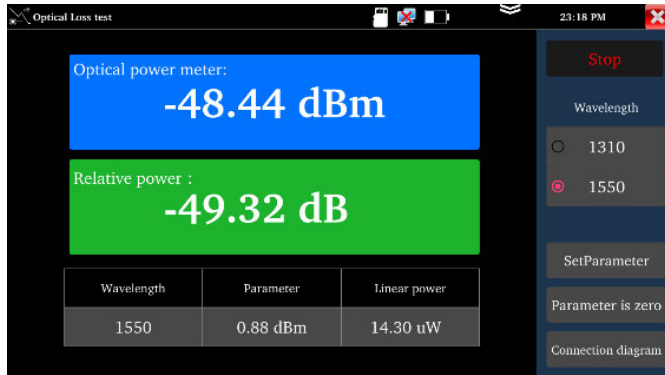 Optical Loss test
23:18 PM
Optical power meter:
-48.44 dBm
Relative power :
-49.32 dB
Wavelength
Parameter
Linear power
1550
0.88 dBm
14.30 uW
Stop
Wavelength
1310
1550
SetParameter
Parameter is zero
Connection diagram